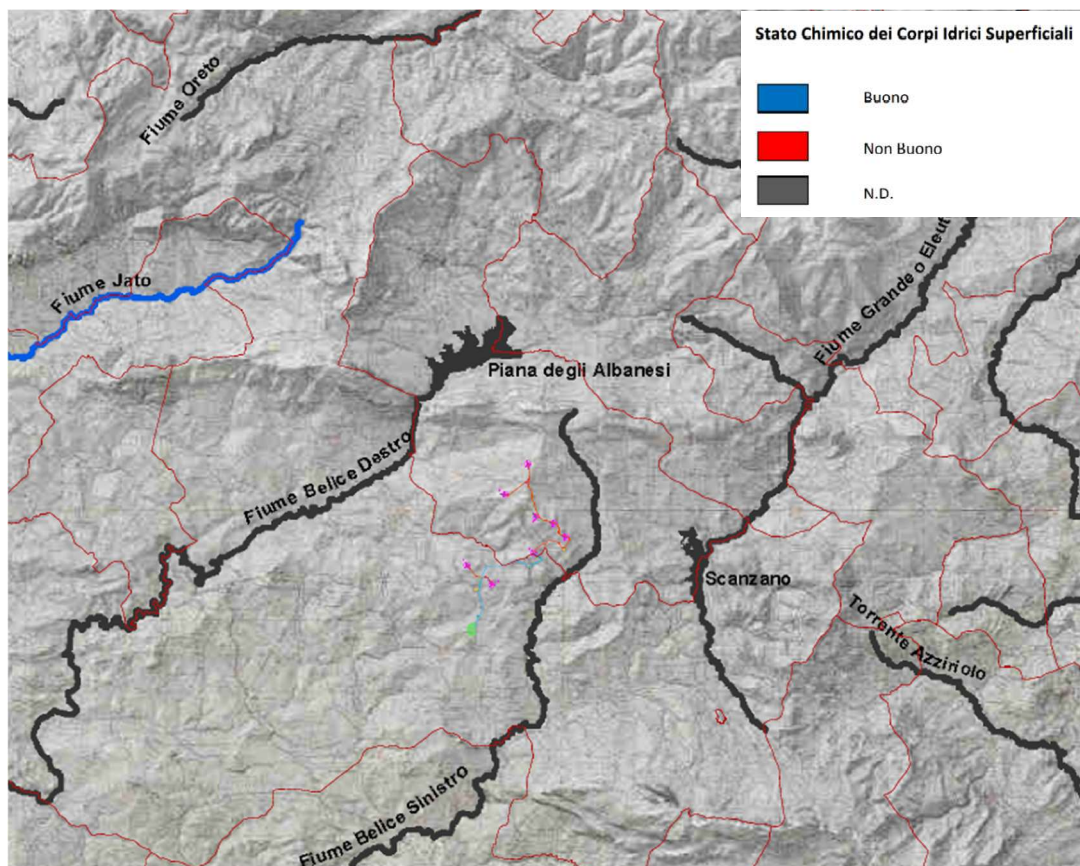 Stato Chimico dei Corpi Idrici Superficiali
Buono
Non Buono
N.D.
Fiume Oreto
Fiume Jato
Fiume Grande o Eleut
Piana degli Albanesi
Fiume Belice Destro
Scanzano
Torrente Azziriolo
Fiume Belice Sinistro